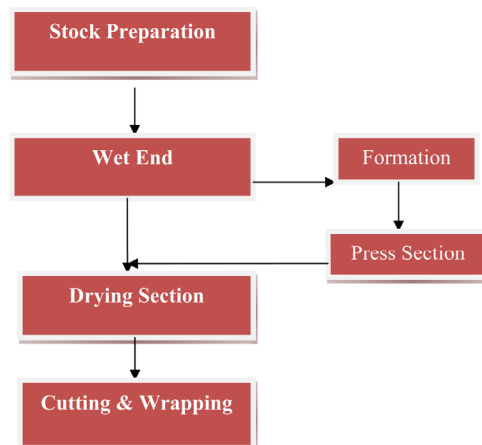 Stock Preparation
Wet End
Formation
Press Section
Drying Section
Cutting & Wrapping